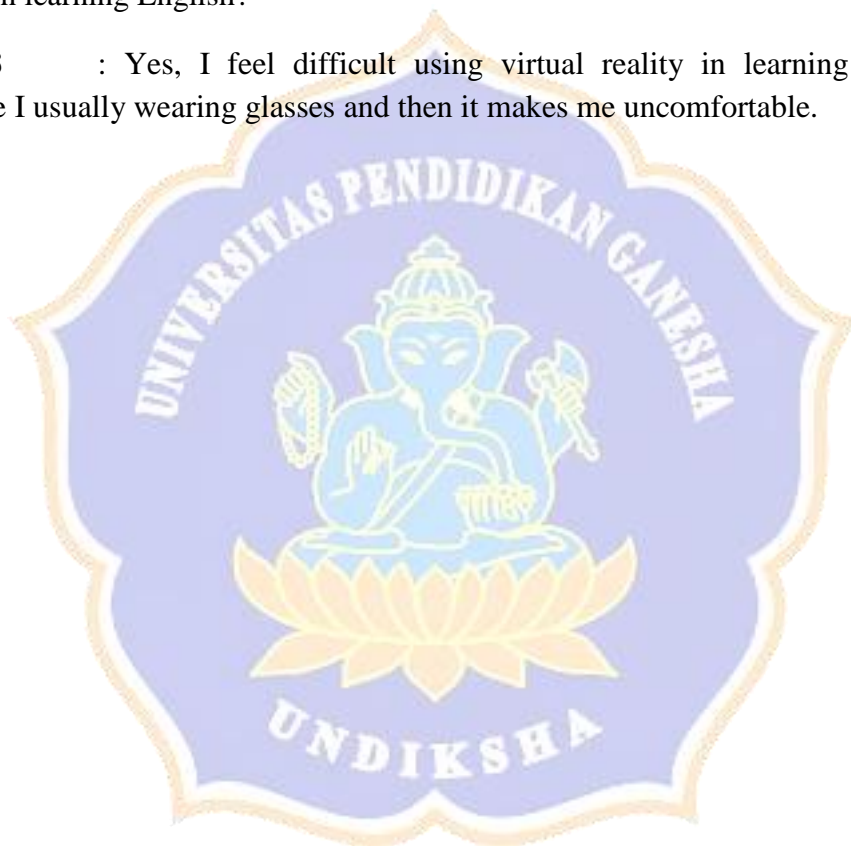 learning English?
: Yes, I feel difficult using virtual reality in learning
I usually wearing glasses and then it makes me uncomfortable.
UNIVERSITAS PENDIDIKAN GANESHA
UNDIKSHA